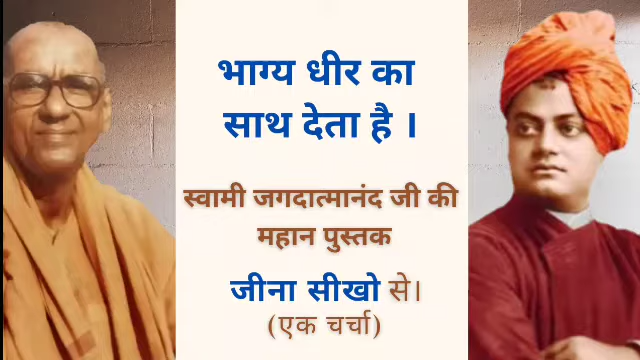 भाग्य धीर का
साथ देता है ।
स्वामी जगदात्मानंद जी की
महान पुस्तक
जीना सीखो से।
(एक चर्चा)